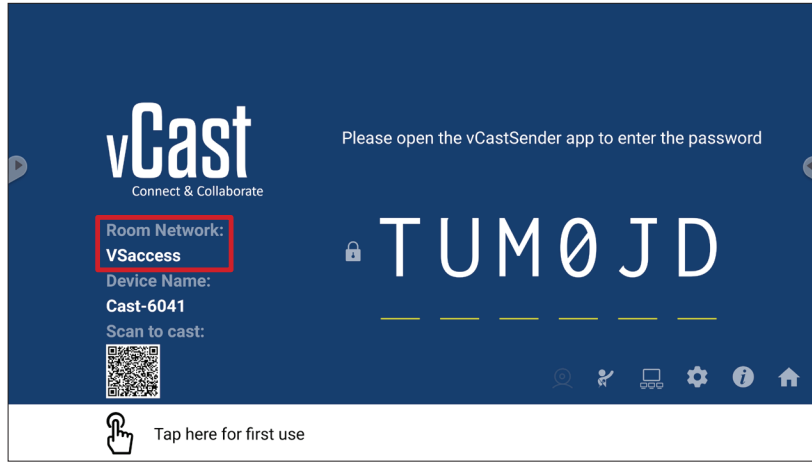 vCast
Connect & Collaborate
Please open the vCastSender app to enter the password
Room Network:
VSaccess
Device Name:
Cast-6041
Scan to cast:
TUM0JD
Tap here for first use